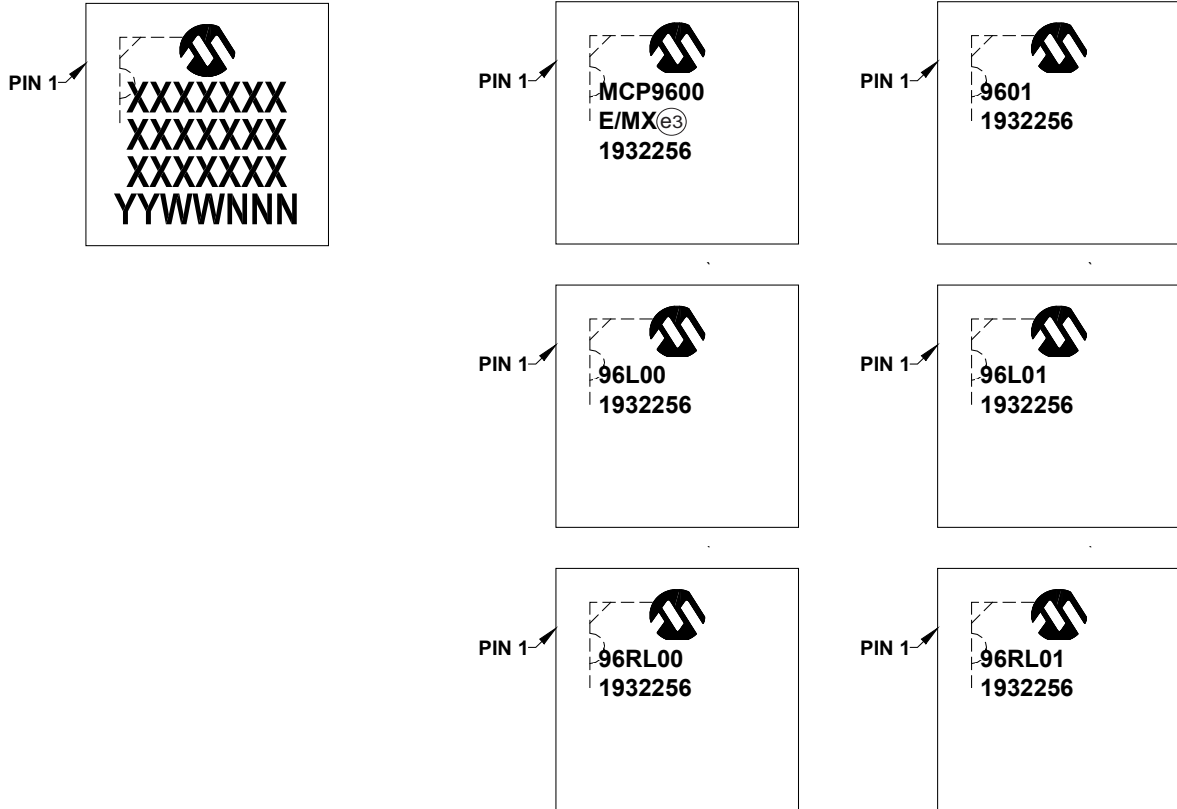 PIN 1
XXXXXXX
XXXXXXX
XXXXXXX
YYWWNNN
PIN 1
MCP9600
E/MX e3
1932256
PIN 1
9601
1932256
PIN 1
96L00
1932256
PIN 1
96L01
1932256
PIN 1
96RL00
1932256
PIN 1
96RL01
1932256